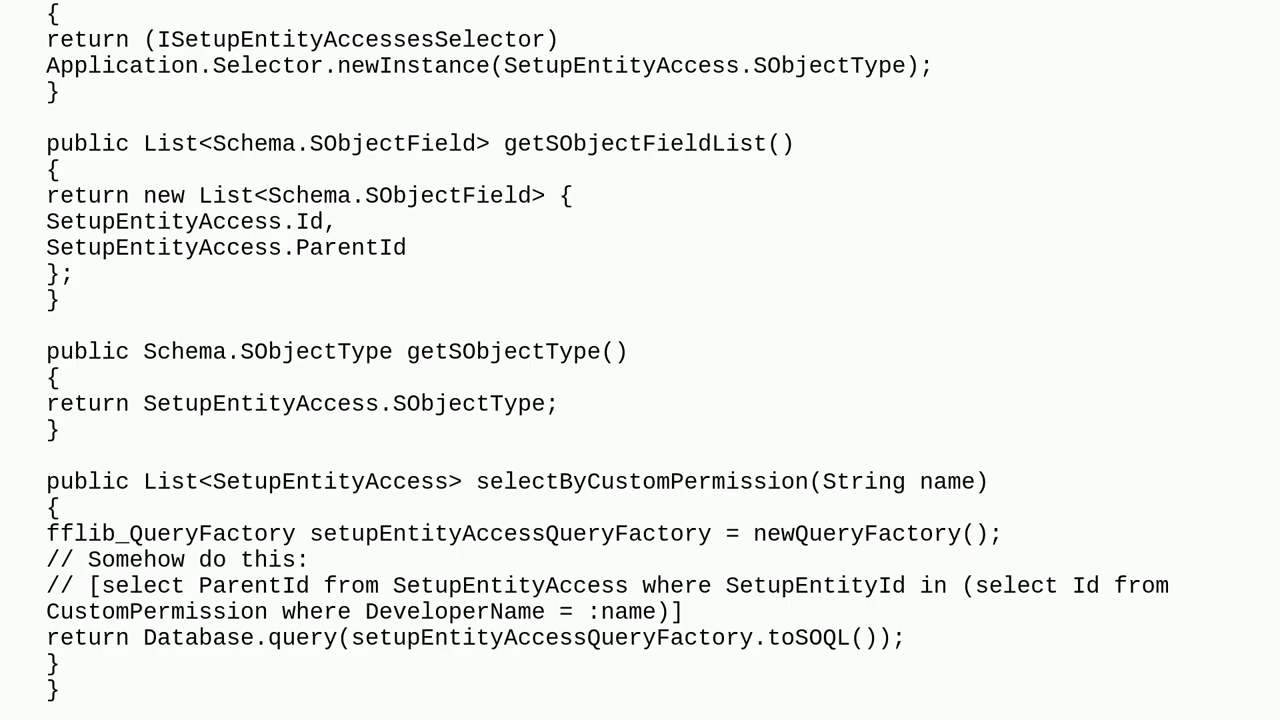 {
return (ISetupEntityAccessesSelector)
Application.Selector.newInstance(SetupEntityAccess.SObjectType);
}
public List<Schema.SObjectField> getSObjectFieldList()
{
return new List<Schema.SObjectField> {
SetupEntityAccess.Id,
SetupEntityAccess.ParentId
};
}
public Schema.SObjectType getSObjectType()
{
return SetupEntityAccess.SObjectType;
}
public List<SetupEntityAccess> selectByCustomPermission(String name)
{
fflib_QueryFactory setupEntityAccessQueryFactory = newQueryFactory();
// Somehow do this:
// [select ParentId from SetupEntityAccess where SetupEntityId in (select Id from
CustomPermission where DeveloperName = :name)]
return Database.query(setupEntityAccessQueryFactory.toSOQL());
}
}